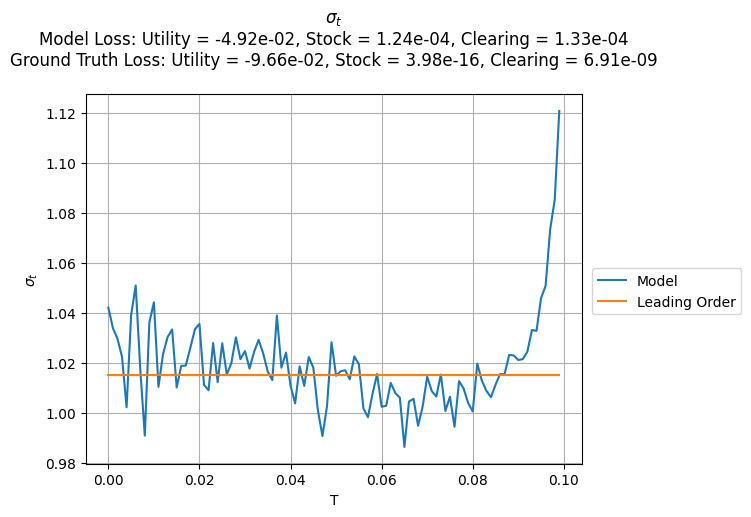 σt
Model Loss: Utility = -4.92e-02, Stock = 1.24e-04, Clearing = 1.33e-04
Ground Truth Loss: Utility = -9.66e-02, Stock = 3.98e-16, Clearing = 6.91e-09
1.12
1.10
1.08
1.06
1.04
1.02
1.00
0.98
σt
0.00 0.02 0.04 0.06 0.08 0.10
T
Model
Leading Order